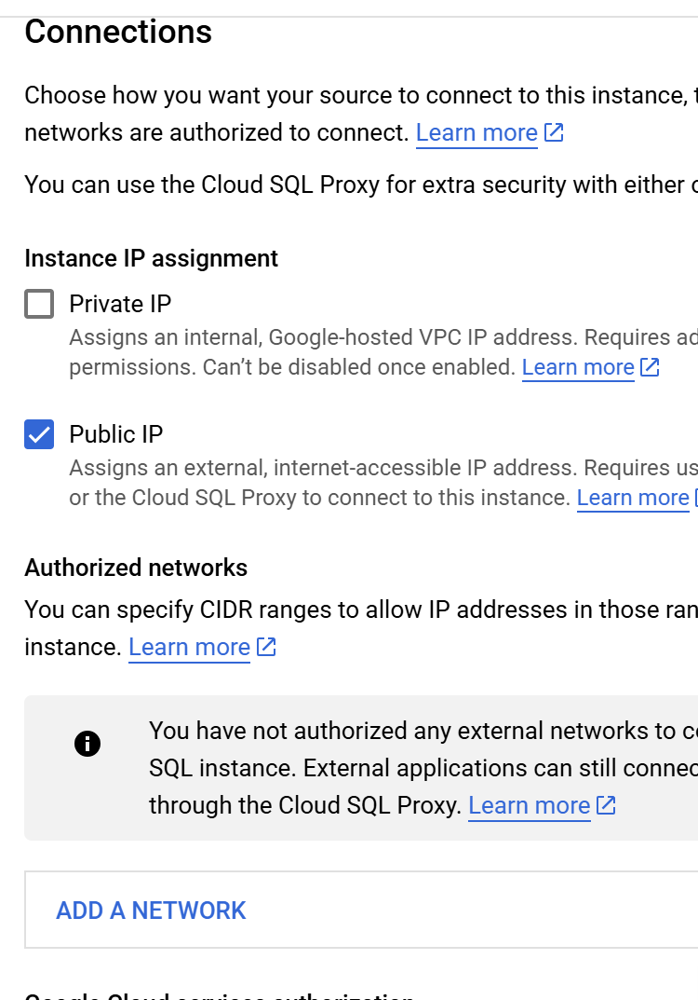 Connections
Choose how you want your source to connect to this instance,
networks are authorized to connect. Learn more
You can use the Cloud SQL Proxy for extra security with either
Instance IP assignment
Private IP
Assigns an internal, Google-hosted VPC IP address. Requires ad
permissions. Can’t be disabled once enabled. Learn more
Public IP
Assigns an external, internet-accessible IP address. Requires us
or the Cloud SQL Proxy to connect to this instance. Learn more
Authorized networks
You can specify CIDR ranges to allow IP addresses in those ran
instance. Learn more
You have not authorized any external networks to c
SQL instance. External applications can still connec
through the Cloud SQL Proxy. Learn more
ADD A NETWORK
Google Cloud services authorization